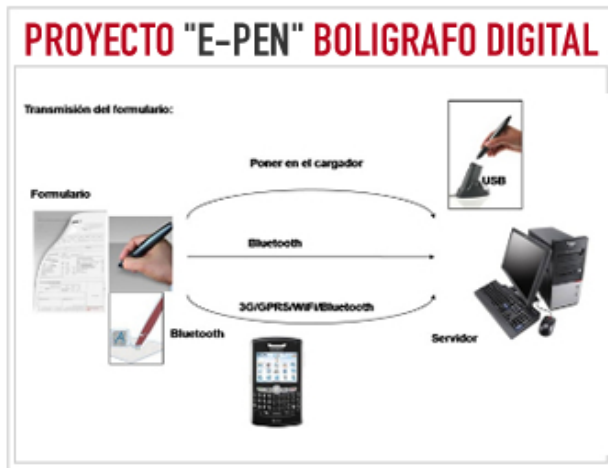 PROYECTO "E-PEN" BOLIGRAFO DIGITAL
Transmisión del formulario:
Poner en el cargador
USB
Formulario
Bluetooth
3G/GPRS/WiFi/Bluetooth
Bluetooth
Servidor